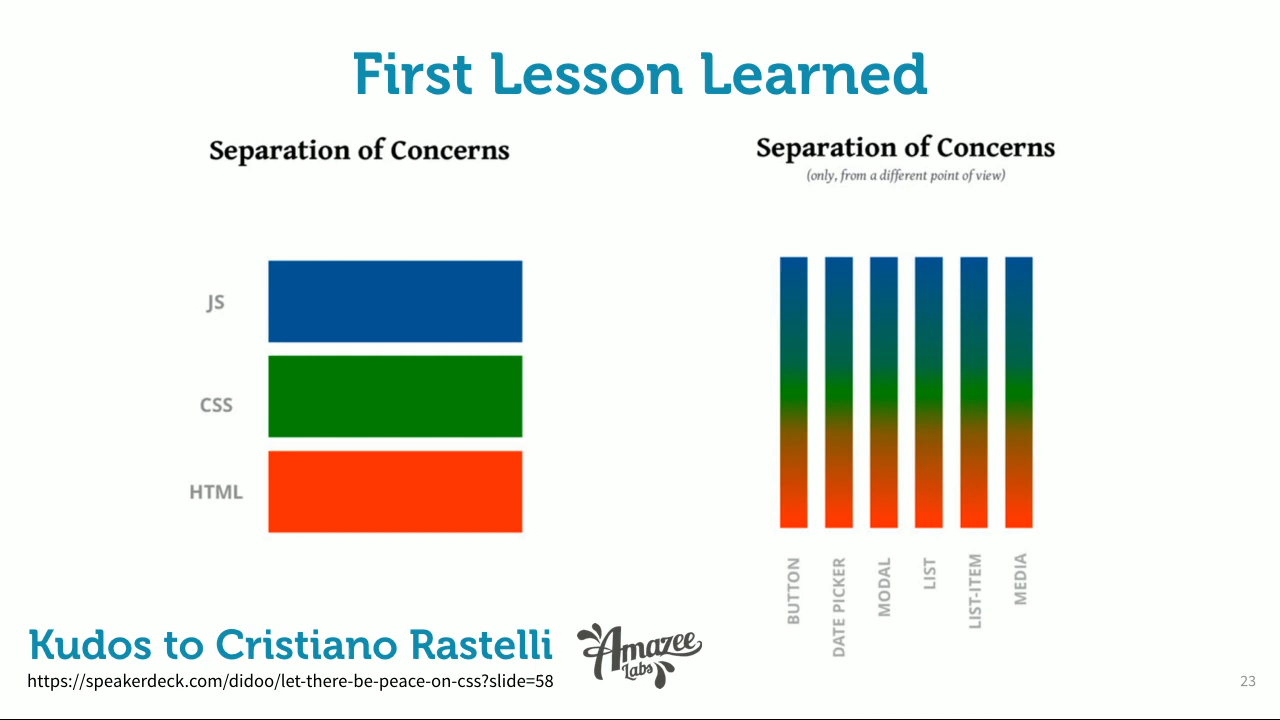 First Lesson Learned
Separation of Concerns
JS
CSS
HTML
Separation of Concerns
(only, from a different point of view)
BUTTON
DATE PICKER
MODAL
LIST
LIST-ITEM
MEDIA
Kudos to Cristiano Rastelli
https://speakerdeck.com/didoo/let-there-be-peace-on-css?slide=58
Amazee
Labs
23